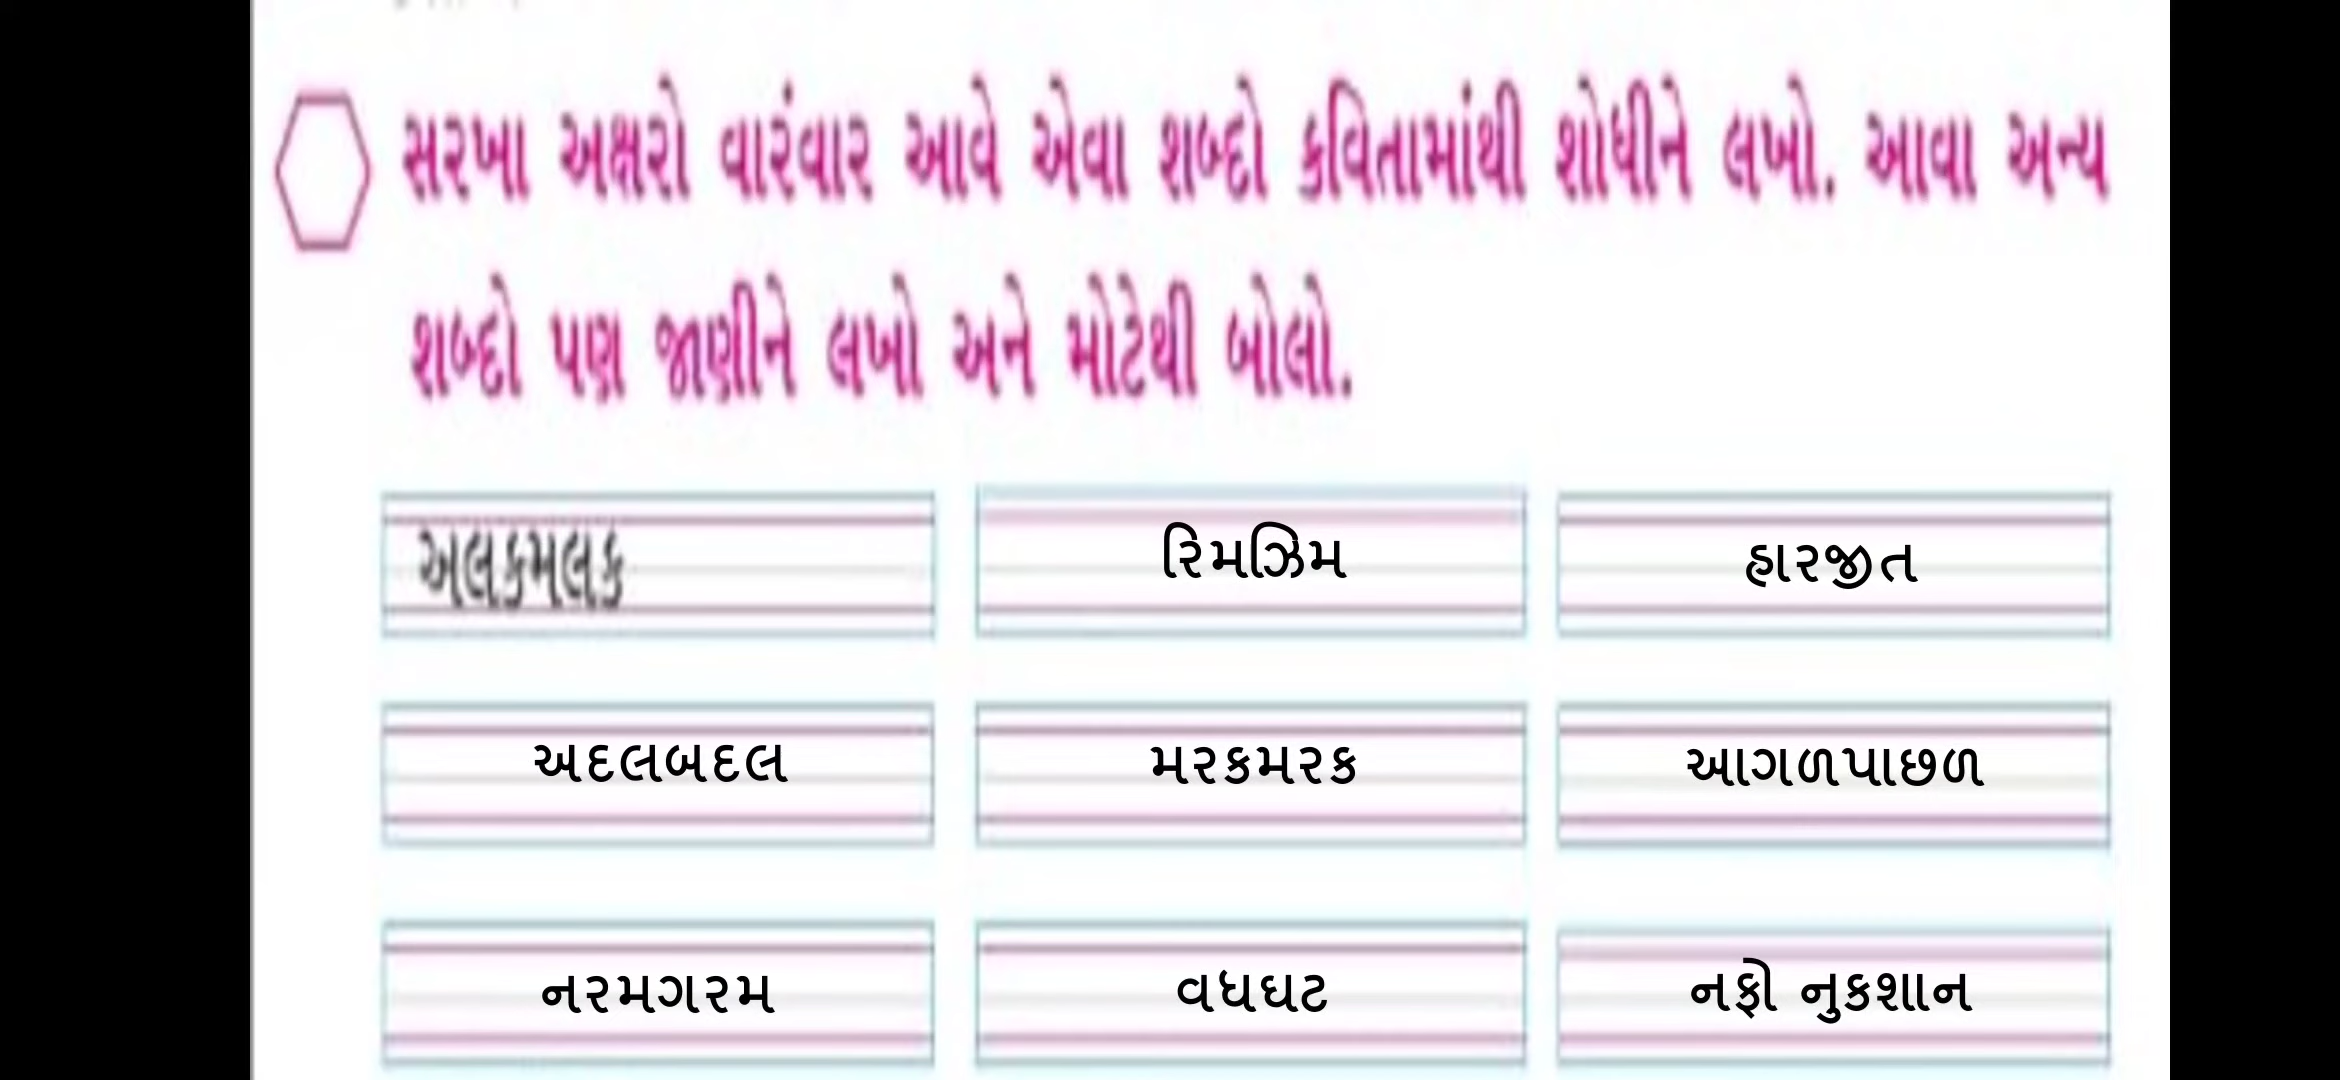 સરખા અક્ષરો વારંવાર આવે એવા શબ્દો કવિતામાંથી શોધીને લખો. આવા અન્ય
શબ્દો પણ જાણીને લખો અને મોટેથી બોલો.
અલકમલક રિમઝિમ હારજીત
અદલબદલ મરકમરક આગળપાછળ
નરમગરમ વધઘટ નફો નુકશાન